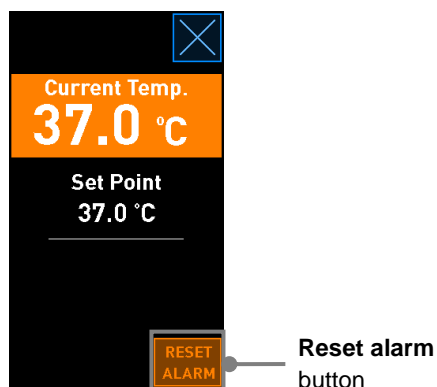 Current Temp.
37.0 °C
Set Point
37.0 °C
RESET
ALARM
Reset alarm
button